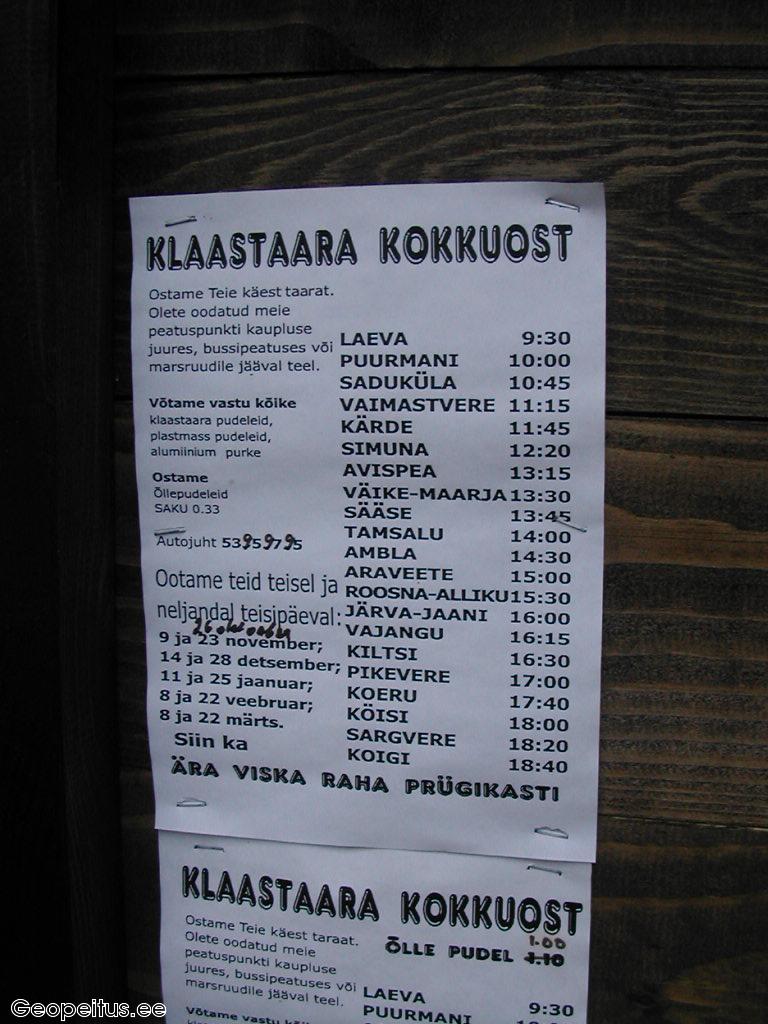 KLAASTAARA KOKKUOST
Ostame Teie käest taarat.
Olete oodatud meie
peatuspunkti kaupluse
juures, bussipeatuses või
marsruudile jääval teel.
Võtame vastu kõike
klaastaara pudeleid,
plastmass pudeleid,
alumiinium purke
Ostame
Õllepudeleid
SAKU 0.33
Autojuht 53959795
Ootame teid teisel ja
neljandal teisipäeval:
26 oktoober
9 ja 23 november;
14 ja 28 detsember;
11 ja 25 jaanuar;
8 ja 22 veebruar;
8 ja 22 märts.
Siin ka
LAEVA 9:30
PUURMANI 10:00
SADUKÜLA 10:45
VAIMASTVERE 11:15
KÄRDE 11:45
SIMUNA 12:20
AVISPEA 13:15
VÄIKE-MAARJA 13:30
SÄÄSE 13:45
TAMSALU 14:00
AMBLA 14:30
ARAVEETE 15:00
ROOSNA-ALLIKU 15:30
JÄRVA-JAANI 16:00
VAJANGU 16:15
KILTSI 16:30
PIKEVERE 17:00
KOERU 17:40
KÖISI 18:00
SARGVERE 18:20
KOIGI 18:40
ÄRA VISKA RAHA PRÜGIKASTI
KLAASTAARA KOKKUOST
Ostame Teie käest taraat.
Olete oodatud meie
peatuspunkti kaupluse
juures, bussipeatuses või
marsruudile jääval teel.
Võtame vastu
1.00
ÕLLE PUDEL 1.10
LAEVA 9:30
PUURMANI
Geopeitus.ee